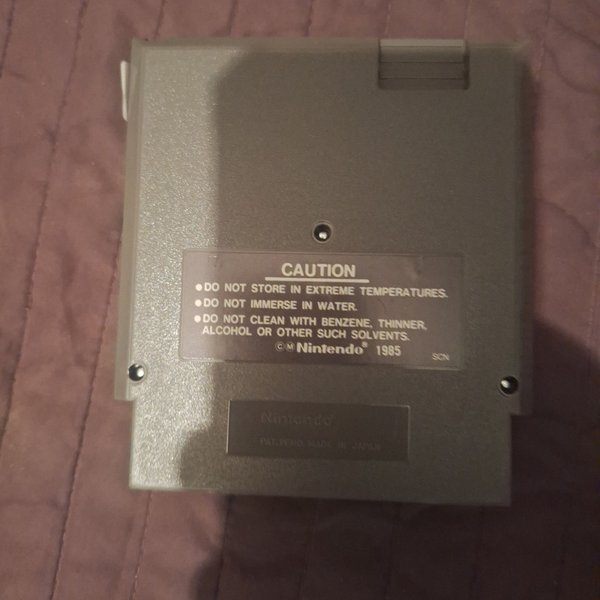 CAUTION
●DO NOT STORE IN EXTREME TEMPERATURES.
●DO NOT IMMERSE IN WATER.
●DO NOT CLEAN WITH BENZENE, THINNER,
ALCOHOL OR OTHER SUCH SOLVENTS.
©Ⓜ Nintendo® 1985
SCN
Nintendo®
PAT.PEND. MADE IN JAPAN